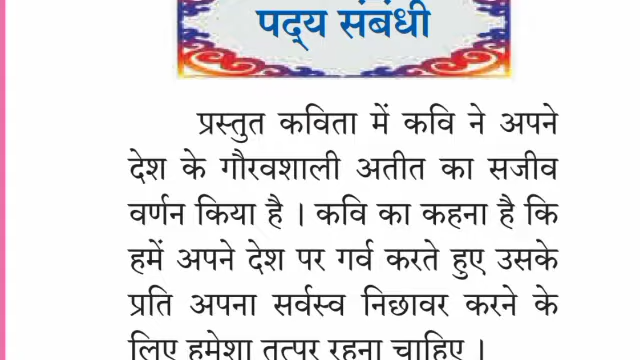 पद्य संबंधी
प्रस्तुत कविता में कवि ने अपने
देश के गौरवशाली अतीत का सजीव
वर्णन किया है । कवि का कहना है कि
हमें अपने देश पर गर्व करते हुए उसके
प्रति अपना सर्वस्व निछावर करने के
लिए हमेशा तत्पर रहना चाहिए ।